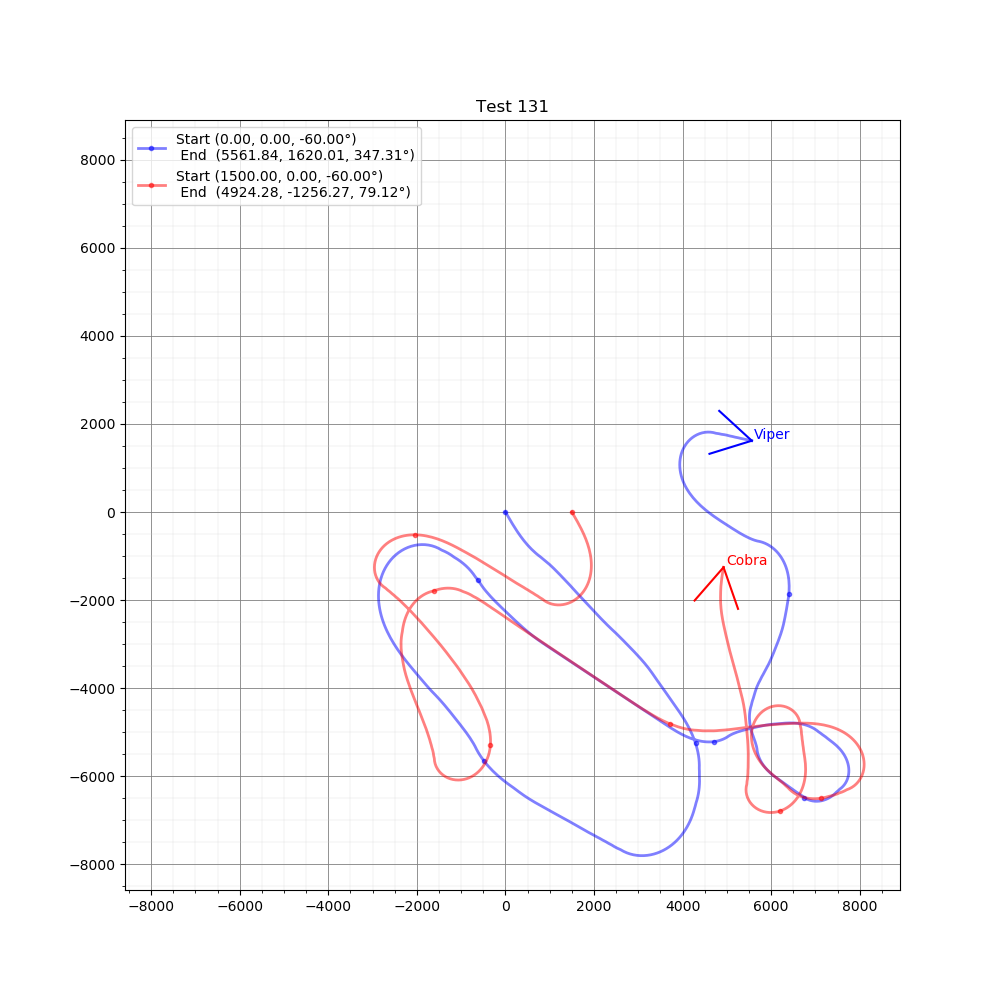 Test 131
Start (0.00, 0.00, -60.00°)
End (5561.84, 1620.01, 347.31°)
Start (1500.00, 0.00, -60.00°)
End (4924.28, -1256.27, 79.12°)
8000
6000
4000
2000
0
−2000
−4000
−6000
−8000
Viper
Cobra
−8000 −6000 −4000 −2000 0 2000 4000 6000 8000